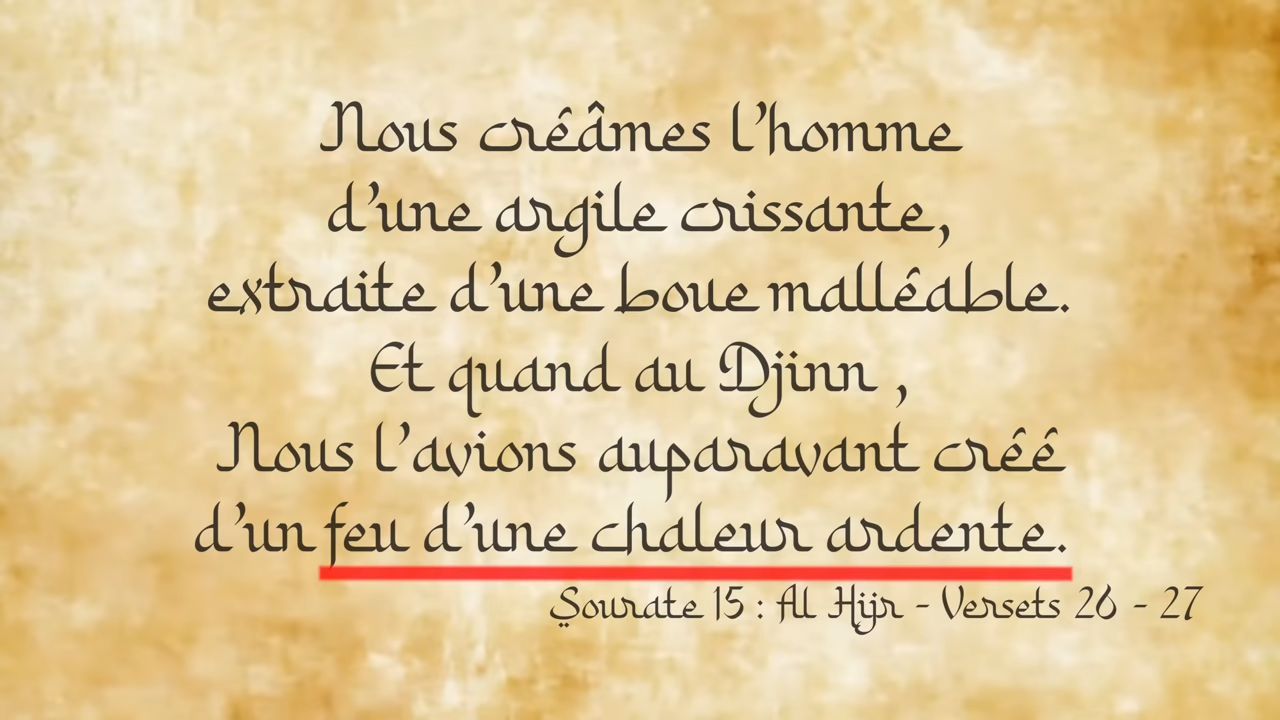 Nous créâmes l'homme
d'une argile crissante,
extraite d'une boue malléable.
Et quand au Djinn ,
Nous l'avions auparavant créé
d'un feu d'une chaleur ardente.
Sourate 15 : Al Hijr - Versets 26 - 27